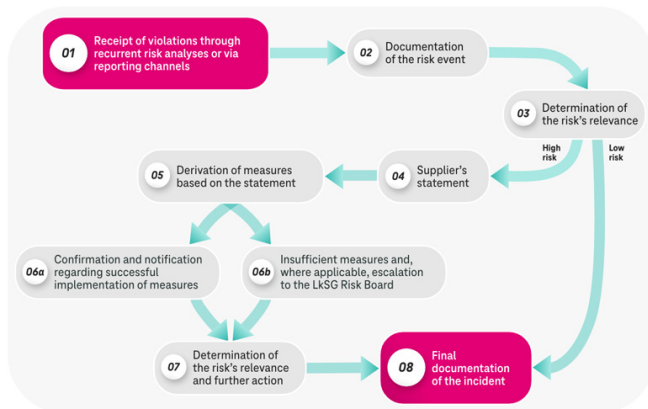 01
Receipt of violations through
recurrent risk analyses or via
reporting channels
02
Documentation
of the risk event
03
Determination of
the risk's relevance
High
risk
Low
risk
04
Supplier's
statement
05
Derivation of measures
based on the statement
06a
Confirmation and notification
regarding successful
implementation of measures
06b
Insufficient measures and,
where applicable, escalation
to the LkSG Risk Board
07
Determination of
the risk's relevance
and further action
08
Final
documentation
of the incident